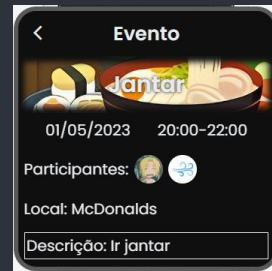 Evento
Jantar
01/05/2023 20:00-22:00
Participantes:
Local: McDonalds
Descrição: Ir jantar